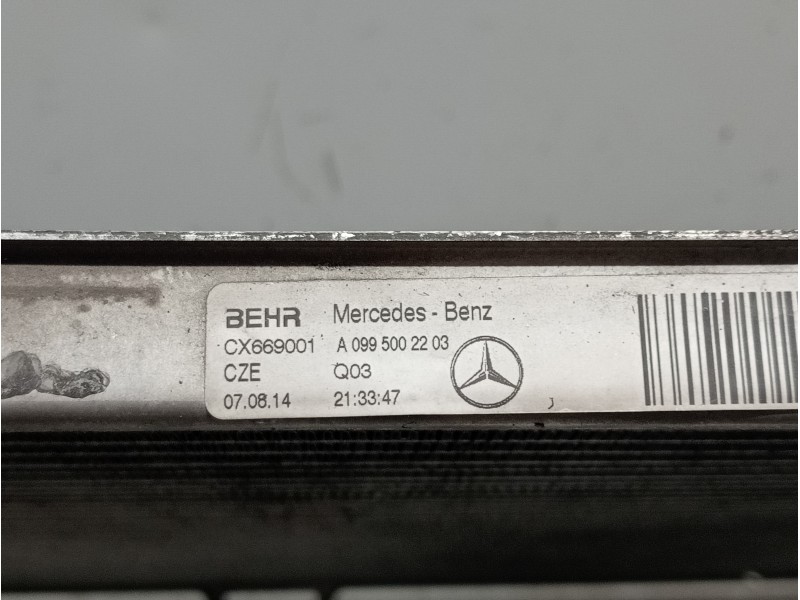 BEHR Mercedes - Benz
CX669001 A 099 500 22 03
CZE Q03
07.08.14 21:33:47